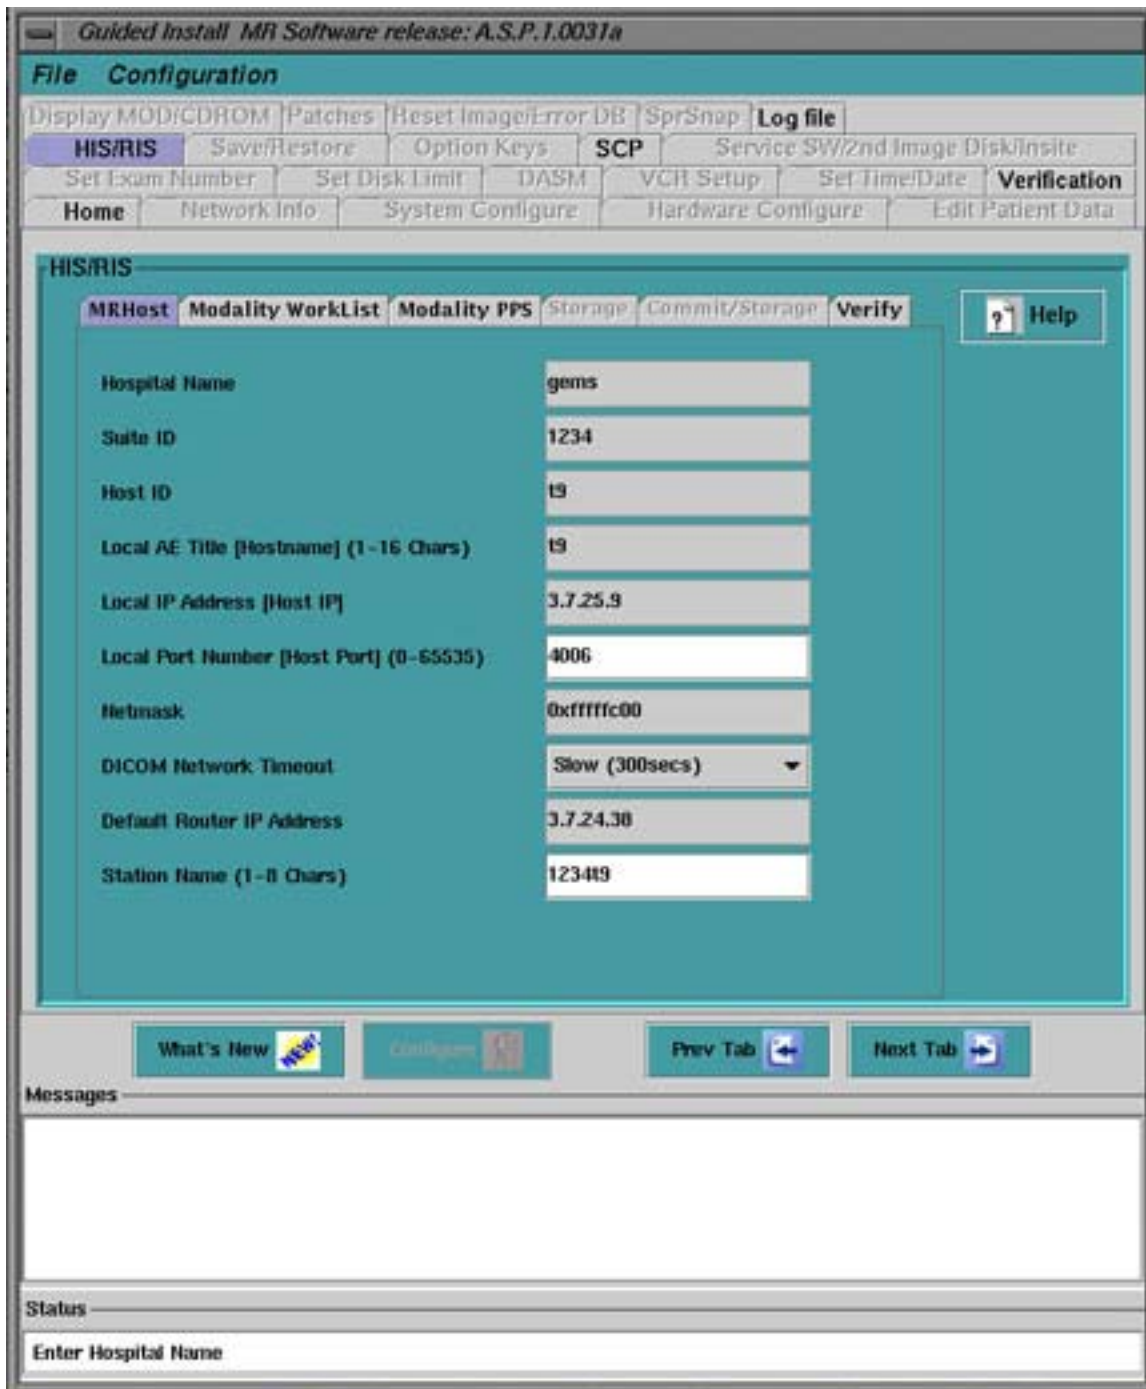 Guided Install MR Software release: A.S.P.1.0031a
File Configuration
Display MOD/CDROM Patches Reset Image/Error DB SprSnap Log file
HIS/RIS Save/Restore Option Keys SCP Service SW/2nd Image Disk/Insite
Set Exam Number Set Disk Limit DASM VCR Setup Set Time/Date Verification
Home Network Info System Configure Hardware Configure Edit Patient Data
HIS/RIS
MRHost Modality WorkList Modality PPS Storage Commit/Storage Verify
? Help
Hospital Name gems
Suite ID 1234
Host ID t9
Local AE Title [Hostname] (1-16 Chars) t9
Local IP Address [Host IP] 3.7.25.9
Local Port Number [Host Port] (0-65535) 4006
Netmask 0xfffffc00
DICOM Network Timeout Slow (300secs)
Default Router IP Address 3.7.24.38
Station Name (1-8 Chars) 1234t9
What's New NEW! Configure Prev Tab Next Tab
Messages
Status
Enter Hospital Name